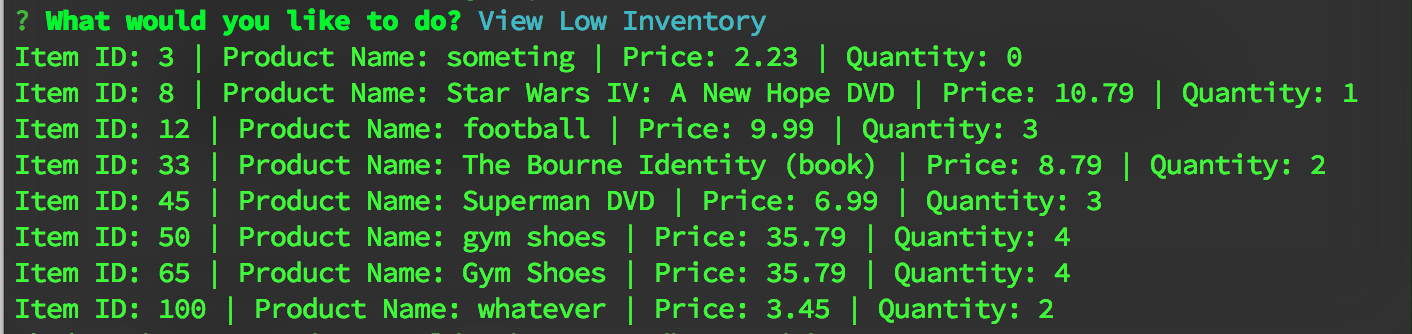 ? What would you like to do? View Low Inventory
Item ID: 3 | Product Name: someting | Price: 2.23 | Quantity: 0
Item ID: 8 | Product Name: Star Wars IV: A New Hope DVD | Price: 10.79 | Quantity: 1
Item ID: 12 | Product Name: football | Price: 9.99 | Quantity: 3
Item ID: 33 | Product Name: The Bourne Identity (book) | Price: 8.79 | Quantity: 2
Item ID: 45 | Product Name: Superman DVD | Price: 6.99 | Quantity: 3
Item ID: 50 | Product Name: gym shoes | Price: 35.79 | Quantity: 4
Item ID: 65 | Product Name: Gym Shoes | Price: 35.79 | Quantity: 4
Item ID: 100 | Product Name: whatever | Price: 3.45 | Quantity: 2